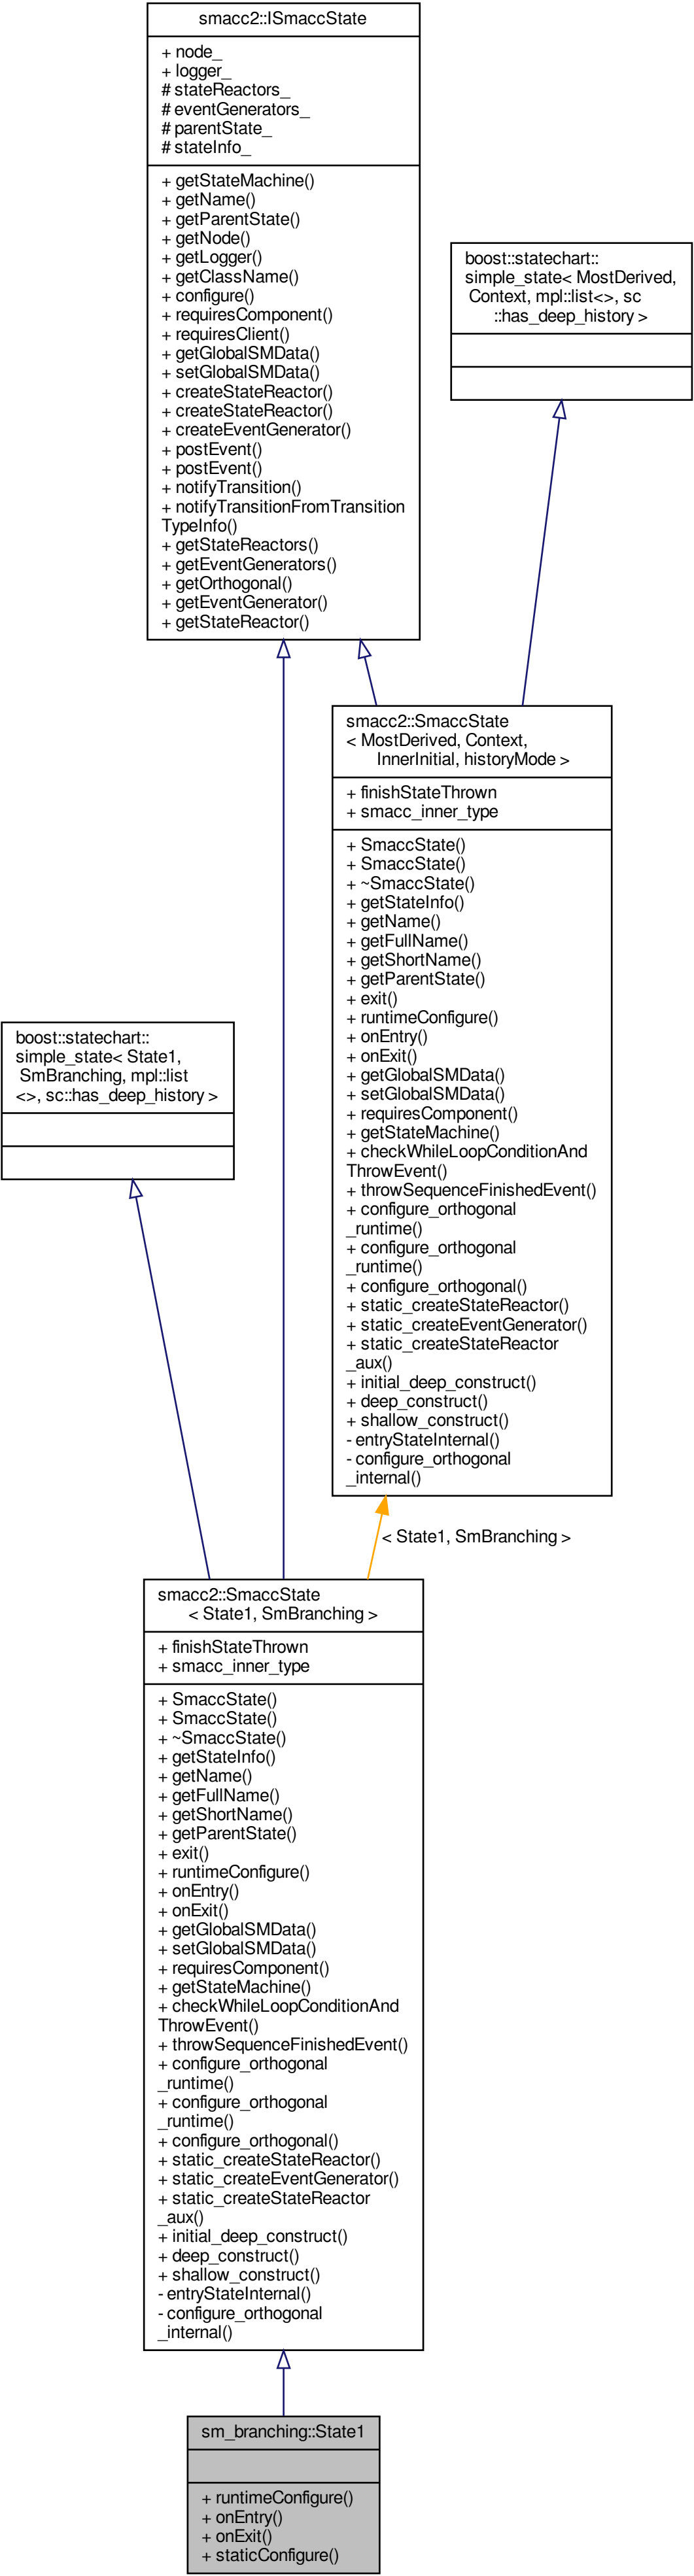 smacc2::ISmaccState
+ node_
+ logger_
# stateReactors_
# eventGenerators_
# parentState_
# stateInfo_
+ getStateMachine()
+ getName()
+ getParentState()
+ getNode()
+ getLogger()
+ getClassName()
+ configure()
+ requiresComponent()
+ requiresClient()
+ getGlobalSMData()
+ setGlobalSMData()
+ createStateReactor()
+ createStateReactor()
+ createEventGenerator()
+ postEvent()
+ postEvent()
+ notifyTransition()
+ notifyTransitionFromTransition
TypeInfo()
+ getStateReactors()
+ getEventGenerators()
+ getOrthogonal()
+ getEventGenerator()
+ getStateReactor()
boost::statechart::
simple_state< MostDerived,
Context, mpl::list<>, sc
::has_deep_history >
smacc2::SmaccState
< MostDerived, Context,
InnerInitial, historyMode >
+ finishStateThrown
+ smacc_inner_type
+ SmaccState()
+ SmaccState()
+ ~SmaccState()
+ getStateInfo()
+ getName()
+ getFullName()
+ getShortName()
+ getParentState()
+ exit()
+ runtimeConfigure()
+ onEntry()
+ onExit()
+ getGlobalSMData()
+ setGlobalSMData()
+ requiresComponent()
+ getStateMachine()
+ checkWhileLoopConditionAnd
ThrowEvent()
+ throwSequenceFinishedEvent()
+ configure_orthogonal
_runtime()
+ configure_orthogonal
_runtime()
+ configure_orthogonal()
+ static_createStateReactor()
+ static_createEventGenerator()
+ static_createStateReactor
_aux()
+ initial_deep_construct()
+ deep_construct()
+ shallow_construct()
- entryStateInternal()
- configure_orthogonal
_internal()
boost::statechart::
simple_state< State1,
SmBranching, mpl::list
<>, sc::has_deep_history >
< State1, SmBranching >
smacc2::SmaccState
< State1, SmBranching >
+ finishStateThrown
+ smacc_inner_type
+ SmaccState()
+ SmaccState()
+ ~SmaccState()
+ getStateInfo()
+ getName()
+ getFullName()
+ getShortName()
+ getParentState()
+ exit()
+ runtimeConfigure()
+ onEntry()
+ onExit()
+ getGlobalSMData()
+ setGlobalSMData()
+ requiresComponent()
+ getStateMachine()
+ checkWhileLoopConditionAnd
ThrowEvent()
+ throwSequenceFinishedEvent()
+ configure_orthogonal
_runtime()
+ configure_orthogonal
_runtime()
+ configure_orthogonal()
+ static_createStateReactor()
+ static_createEventGenerator()
+ static_createStateReactor
_aux()
+ initial_deep_construct()
+ deep_construct()
+ shallow_construct()
- entryStateInternal()
- configure_orthogonal
_internal()
sm_branching::State1
+ runtimeConfigure()
+ onEntry()
+ onExit()
+ staticConfigure()